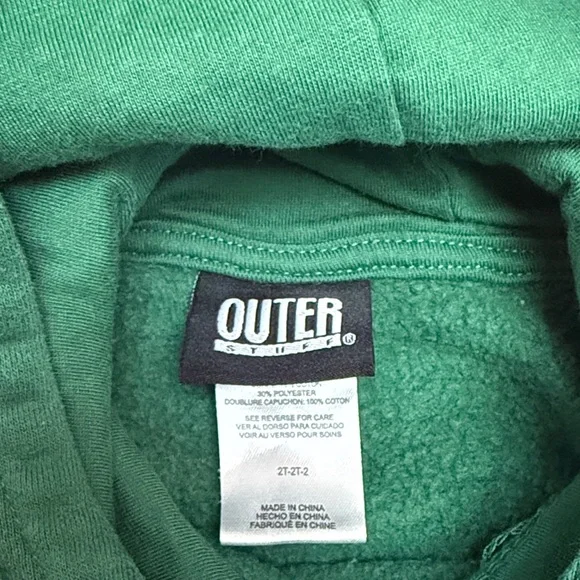 OUTER
STUFF®
30% POLYESTER
DOUBLURE CAPUCHON: 100% COTON
SEE REVERSE FOR CARE
VER AL DORSO PARA CUIDADO
VOIR AU VERSO POUR SOINS
2T-2T-2
MADE IN CHINA
HECHO EN CHINA
FABRIQUÉ EN CHINE